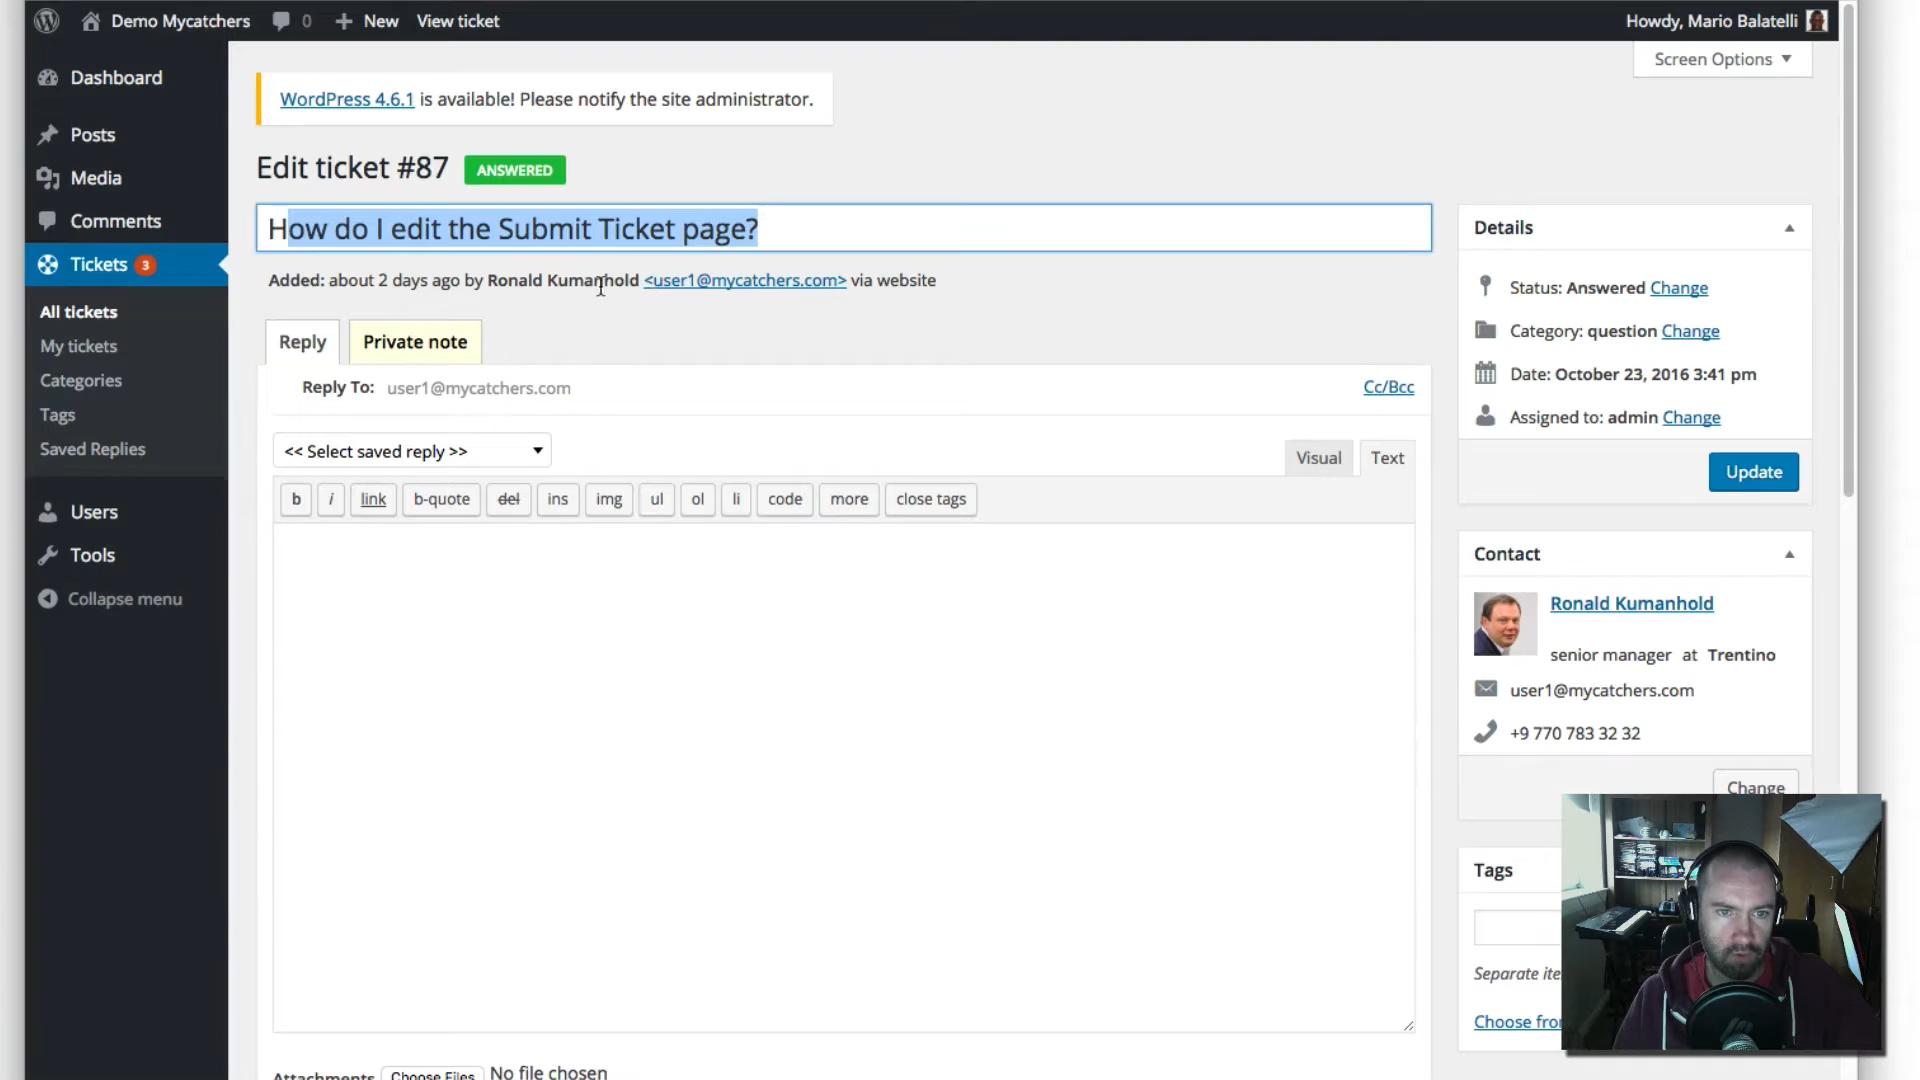 Demo Mycatchers 0 New View ticket Howdy, Mario Balatelli
Screen Options
Dashboard
Posts
Media
Comments
Tickets 3
All tickets
My tickets
Categories
Tags
Saved Replies
Users
Tools
Collapse menu
WordPress 4.6.1 is available! Please notify the site administrator.
Edit ticket #87 ANSWERED
How do I edit the Submit Ticket page?
Added: about 2 days ago by Ronald Kumanhold <user1@mycatchers.com> via website
Reply Private note
Reply To: user1@mycatchers.com Cc/Bcc
<< Select saved reply >> Visual Text
b i link b-quote del ins img ul ol li code more close tags
Attachments Choose Files No file chosen
Details
Status: Answered Change
Category: question Change
Date: October 23, 2016 3:41 pm
Assigned to: admin Change
Update
Contact
Ronald Kumanhold
senior manager at Trentino
user1@mycatchers.com
+9 770 783 32 32
Change
Tags
Separate ite
Choose fro